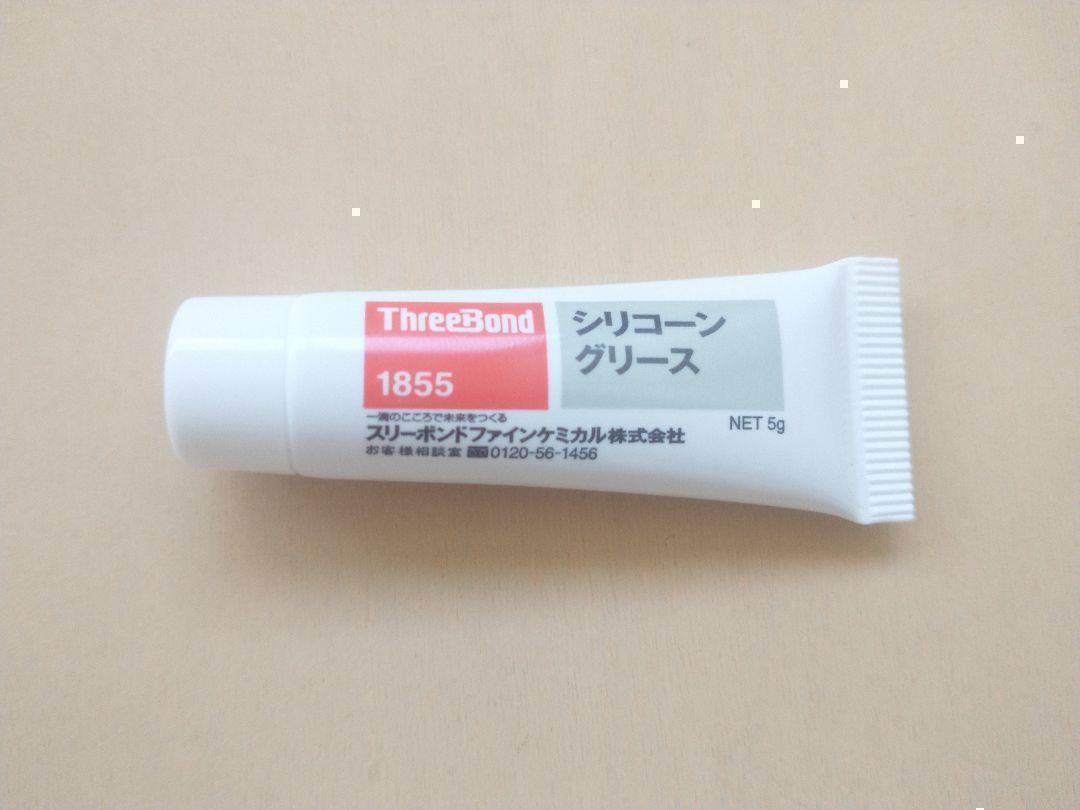 ThreeBond
1855
シリコーン
グリース
NET 5g
一滴のこころで未来をつくる
スリーボンドファインケミカル株式会社
お客様相談室 0120-56-1456